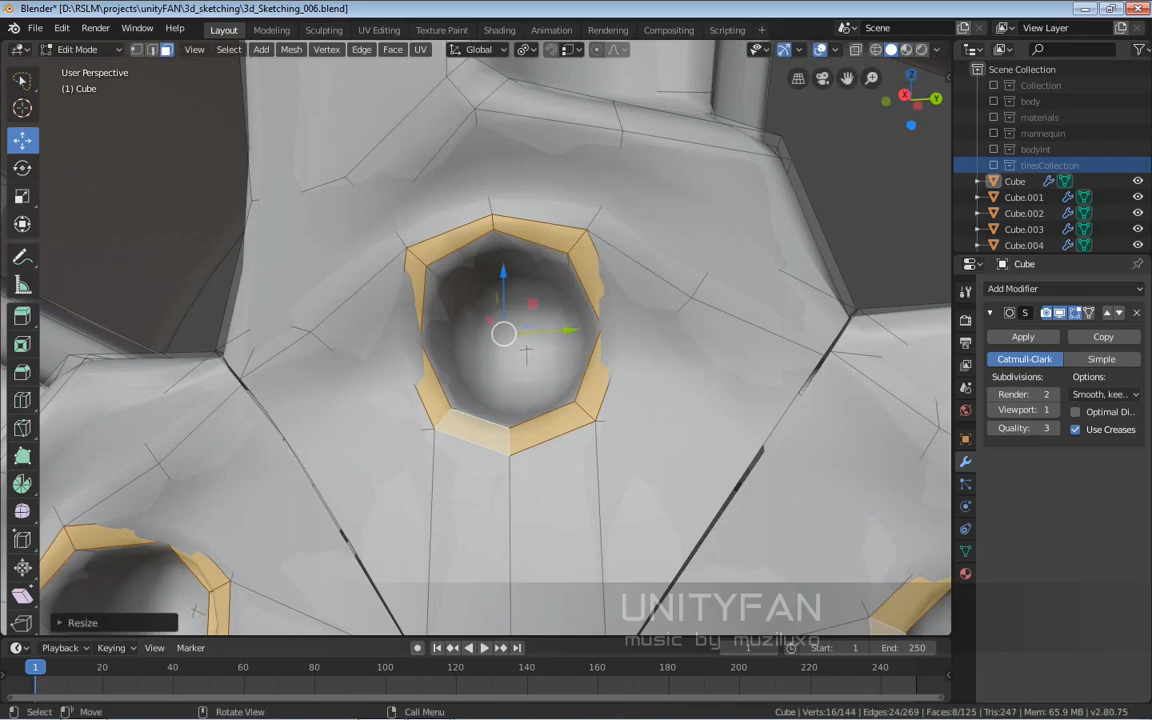 Blender* [D:\RSLM\projects\unityFAN\3d_sketching\3d_Sketching_006.blend]
File Edit Render Window Help Layout Modeling Sculpting UV Editing Texture Paint Shading Animation Rendering Compositing Scripting Scene View Layer
Edit Mode View Select Add Mesh Vertex Edge Face UV Global
User Perspective
(1) Cube
Z
X
Y
Scene Collection
Collection
body
materials
mannequin
bodyInt
tiresCollection
Cube
Cube.001
Cube.002
Cube.003
Cube.004
Cube
Add Modifier
S
Apply Copy
Catmull-Clark Simple
Subdivisions: Options:
Render: 2 Smooth, kee..
Viewport: 1 Optimal Di..
Quality: 3 Use Creases
UNITYFAN
music by muziluxo
Resize
Playback Keying View Marker 1 Start: 1 End: 250
1 20 40 60 80 100 120 140 160 180 200 220 240
Select Move Rotate View Call Menu Cube | Verts:16/144 | Edges:24/269 | Faces:8/125 | Tris:247 | Mem: 65.9 MB | v2.80.75